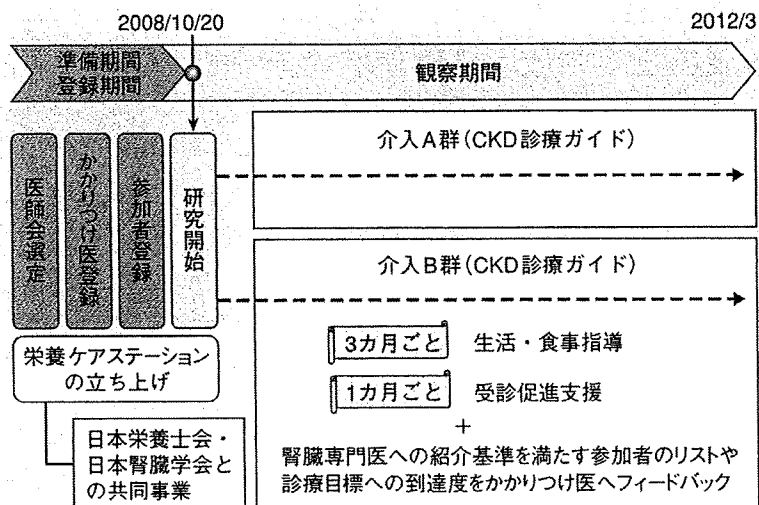 2008/10/20
2012/3
準備期間
登録期間
観察期間
医師会選定
かかりつけ医登録
参加者登録
研究開始
介入A群(CKD診療ガイド)
介入B群(CKD診療ガイド)
3カ月ごと 生活・食事指導
1カ月ごと 受診促進支援
+
腎臓専門医への紹介基準を満たす参加者のリストや
診療目標への到達度をかかりつけ医へフィードバック
栄養ケアステーション
の立ち上げ
日本栄養士会・
日本腎臓学会と
の共同事業